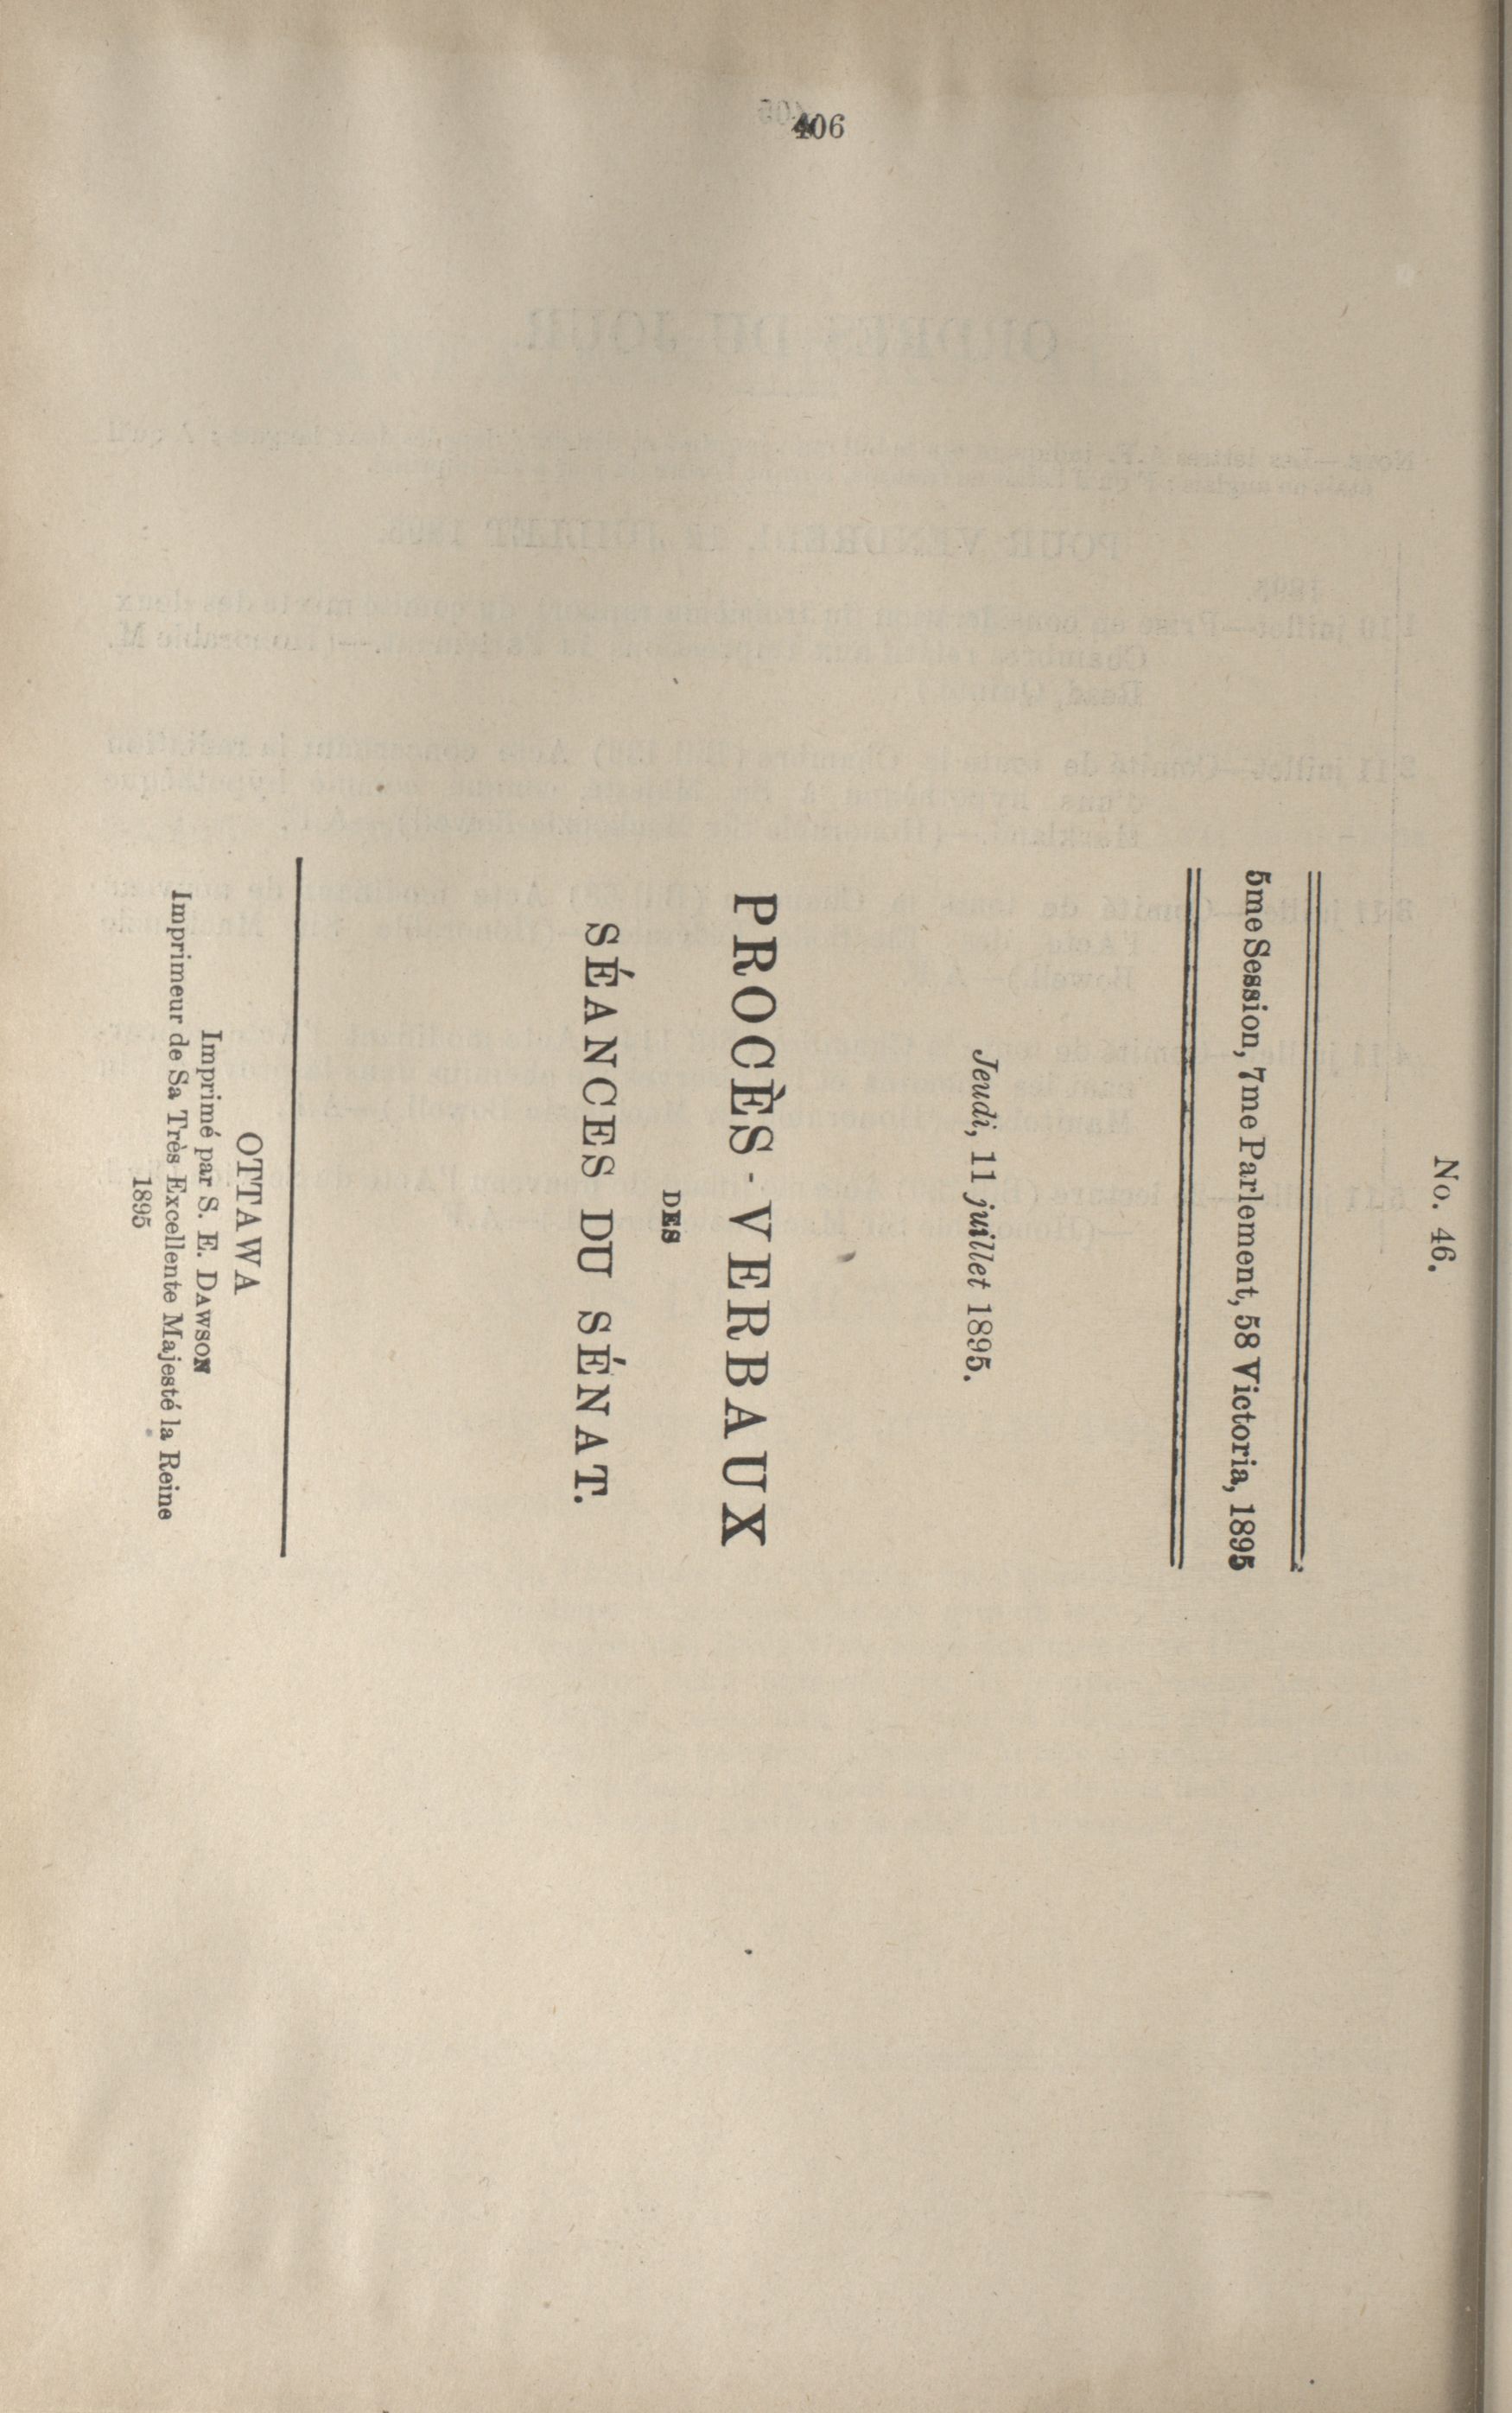 406
No. 46.
5me Session, 7me Parlement, 58 Victoria, 1895
Jeudi, 11 juillet 1895.
PROCÈS-VERBAUX
DES
SÉANCES DU SÉNAT.
OTTAWA
Imprimé par S. E. DAWSON
Imprimeur de Sa Très Excellente Majesté la Reine
1895